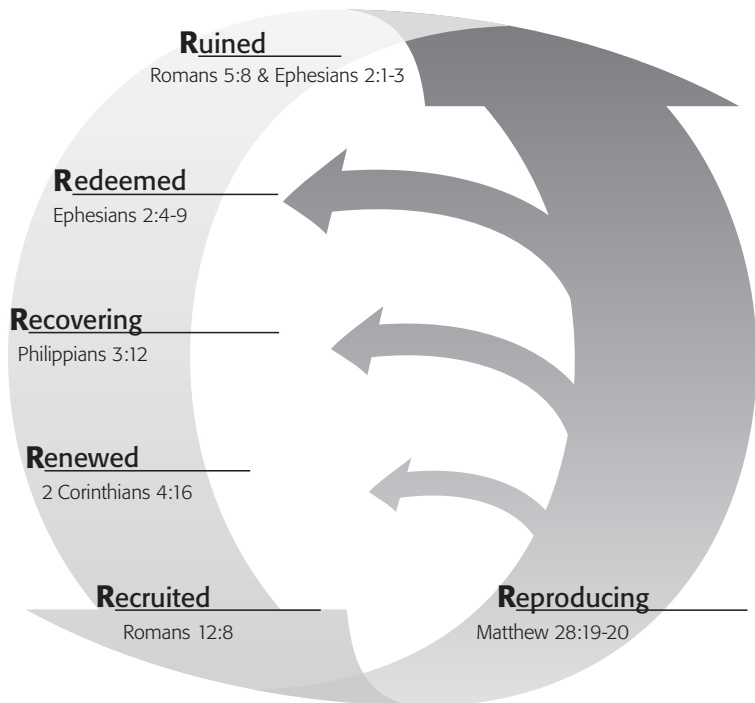 Ruined
Romans 5:8 & Ephesians 2:1-3
Redeemed
Ephesians 2:4-9
Recovering
Philippians 3:12
Renewed
2 Corinthians 4:16
Recruited
Romans 12:8
Reproducing
Matthew 28:19-20